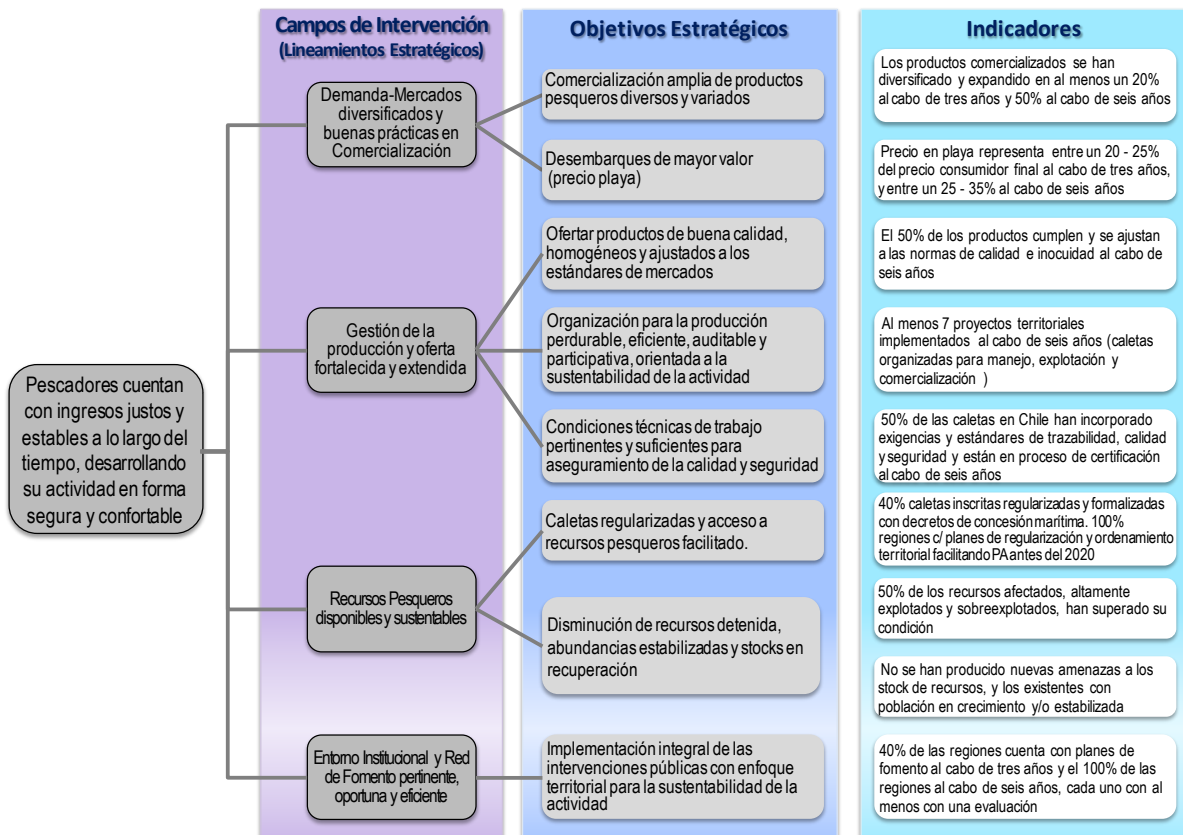 Campos de Intervención
(Lineamientos Estratégicos)
Objetivos Estratégicos
Indicadores
Pescadores cuentan
con ingresos justos y
estables a lo largo del
tiempo, desarrollando
su actividad en forma
segura y confortable
Demanda-Mercados
diversificados y
buenas prácticas en
Comercialización
Comercialización amplia de productos
pesqueros diversos y variados
Los productos comercializados se han
diversificado y expandido en al menos un 20%
al cabo de tres años y 50% al cabo de seis años
Desembarques de mayor valor
(precio playa)
Precio en playa representa entre un 20 - 25%
del precio consumidor final al cabo de tres años,
y entre un 25 - 35% al cabo de seis años
Gestión de la
producción y oferta
fortalecida y extendida
Ofertar productos de buena calidad,
homogéneos y ajustados a los
estándares de mercados
El 50% de los productos cumplen y se ajustan
a las normas de calidad e inocuidad al cabo de
seis años
Organización para la producción
perdurable, eficiente, auditable y
participativa, orientada a la
sustentabilidad de la actividad
Al menos 7 proyectos territoriales
implementados al cabo de seis años (caletas
organizadas para manejo, explotación y
comercialización )
Condiciones técnicas de trabajo
pertinentes y suficientes para
aseguramiento de la calidad y seguridad
50% de las caletas en Chile han incorporado
exigencias y estándares de trazabilidad, calidad
y seguridad y están en proceso de certificación
al cabo de seis años
Recursos Pesqueros
disponibles y sustentables
Caletas regularizadas y acceso a
recursos pesqueros facilitado.
40% caletas inscritas regularizadas y formalizadas
con decretos de concesión marítima. 100%
regiones c/ planes de regularización y ordenamiento
territorial facilitando PA antes del 2020
Disminución de recursos detenida,
abundancias estabilizadas y stocks en
recuperación
50% de los recursos afectados, altamente
explotados y sobreexplotados, han superado su
condición
No se han producido nuevas amenazas a los
stock de recursos, y los existentes con
población en crecimiento y/o estabilizada
Entorno Institucional y Red
de Fomento pertinente,
oportuna y eficiente
Implementación integral de las
intervenciones públicas con enfoque
territorial para la sustentabilidad de la
actividad
40% de las regiones cuenta con planes de
fomento al cabo de tres años y el 100% de las
regiones al cabo de seis años, cada uno con al
menos con una evaluación